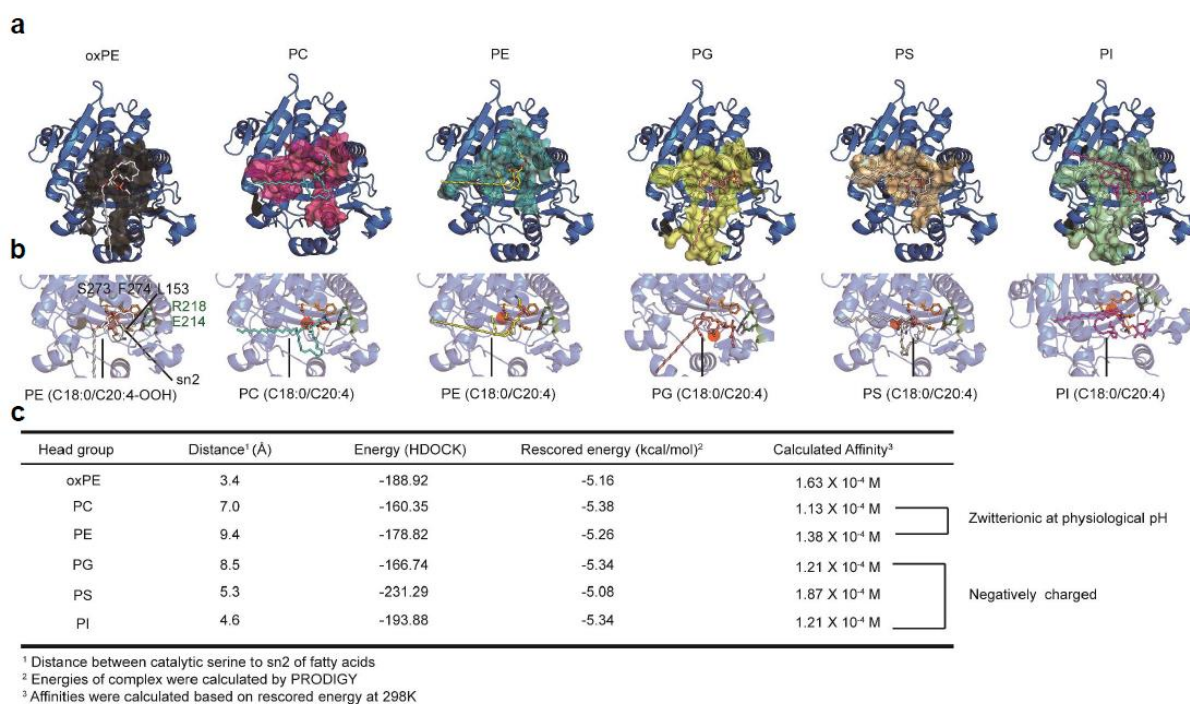 a
oxPE PC PE PG PS PI
b
S273 F274 L153
R218
E214
sn2
PE (C18:0/C20:4-OOH) PC (C18:0/C20:4) PE (C18:0/C20:4) PG (C18:0/C20:4) PS (C18:0/C20:4) PI (C18:0/C20:4)
c
Head group Distance¹ (Å) Energy (HDOCK) Rescored energy (kcal/mol)² Calculated Affinity³
oxPE 3.4 -188.92 -5.16 1.63 X 10⁻⁴ M
PC 7.0 -160.35 -5.38 1.13 X 10⁻⁴ M
Zwitterionic at physiological pH
PE 9.4 -178.82 -5.26 1.38 X 10⁻⁴ M
PG 8.5 -166.74 -5.34 1.21 X 10⁻⁴ M
PS 5.3 -231.29 -5.08 1.87 X 10⁻⁴ M
Negatively charged
PI 4.6 -193.88 -5.34 1.21 X 10⁻⁴ M
¹ Distance between catalytic serine to sn2 of fatty acids
² Energies of complex were calculated by PRODIGY
³ Affinities were calculated based on rescored energy at 298K